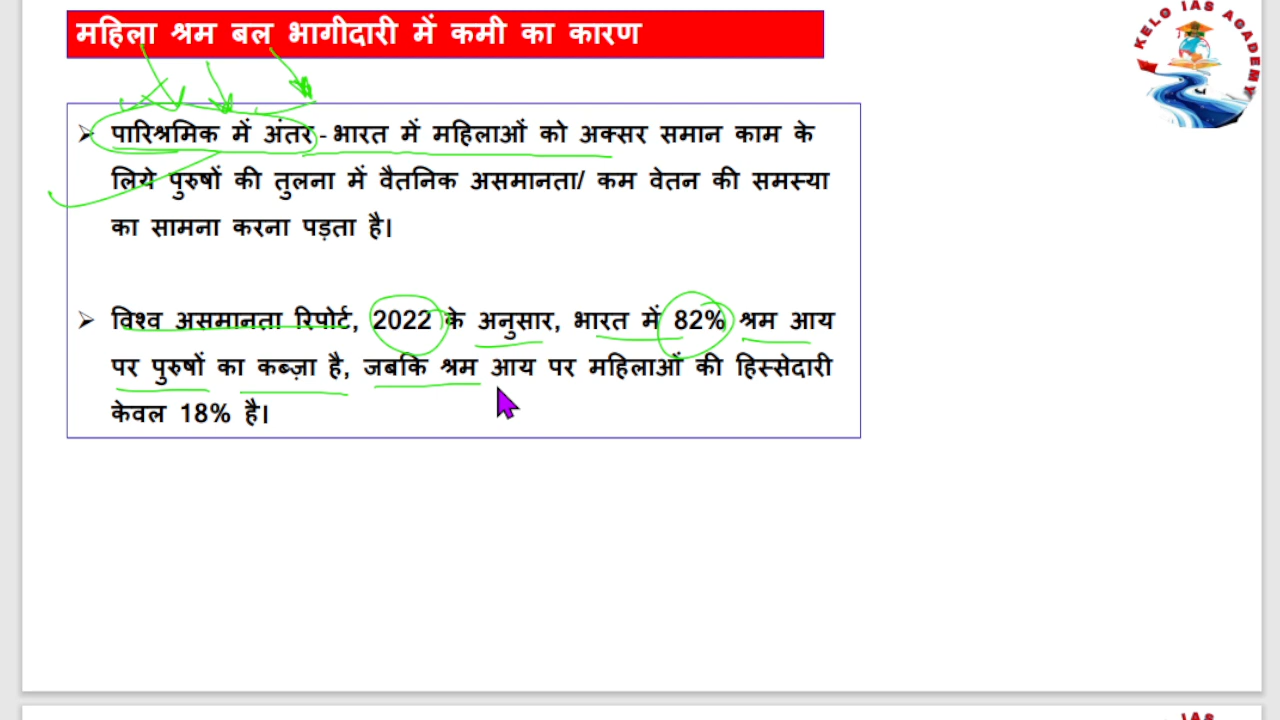 महिला श्रम बल भागीदारी में कमी का कारण
KELO IAS ACADEMY
➢ पारिश्रमिक में अंतर - भारत में महिलाओं को अक्सर समान काम के
लिये पुरुषों की तुलना में वैतनिक असमानता/ कम वेतन की समस्या
का सामना करना पड़ता है।
➢ विश्व असमानता रिपोर्ट, 2022 के अनुसार, भारत में 82% श्रम आय
पर पुरुषों का कब्ज़ा है, जबकि श्रम आय पर महिलाओं की हिस्सेदारी
केवल 18% है।